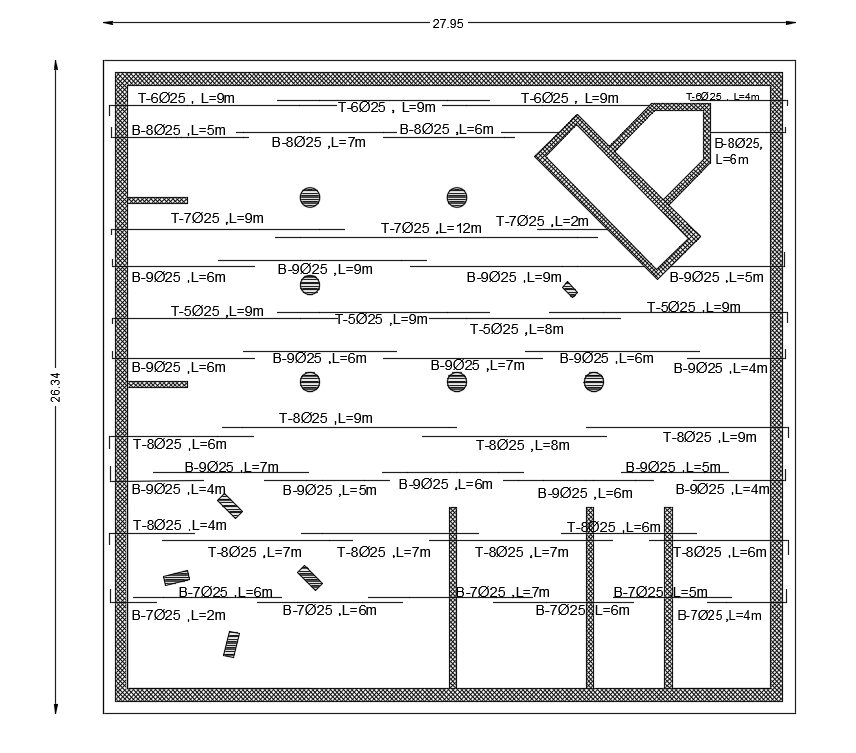 27.95
T-6Ø25 , L=9m
T-6Ø25 ,L=9m
T-6Ø25 , L=9m
T-6Ø25 ,L=4m
B-8Ø25 ,L=5m
B-8Ø25 ,L=7m
B-8Ø25 ,L=6m
B-8Ø25,
L=6m
T-7Ø25 ,L=9m
T-7Ø25 ,L=12m
T-7Ø25 ,L=2m
B-9Ø25 ,L=6m
B-9Ø25 ,L=9m
B-9Ø25 ,L=9m
B-9Ø25 ,L=5m
T-5Ø25 ,L=9m
T-5Ø25 ,L=9m
T-5Ø25 ,L=8m
T-5Ø25 ,L=9m
B-9Ø25 ,L=6m
B-9Ø25 ,L=6m
B-9Ø25 ,L=7m
B-9Ø25 ,L=6m
B-9Ø25 ,L=4m
26.34
T-8Ø25 ,L=6m
T-8Ø25 ,L=9m
T-8Ø25 ,L=8m
T-8Ø25 ,L=9m
B-9Ø25 ,L=4m
B-9Ø25 ,L=7m
B-9Ø25 ,L=5m
B-9Ø25 ,L=6m
B-9Ø25 ,L=6m
B-9Ø25 ,L=5m
B-9Ø25 ,L=4m
T-8Ø25 ,L=4m
T-8Ø25 ,L=7m
T-8Ø25 ,L=7m
T-8Ø25 ,L=7m
T-8Ø25 ,L=6m
T-8Ø25 ,L=6m
B-7Ø25 ,L=2m
B-7Ø25 ,L=6m
B-7Ø25 ,L=6m
B-7Ø25 ,L=7m
B-7Ø25 ,L=6m
B-7Ø25 ,L=5m
B-7Ø25 ,L=4m